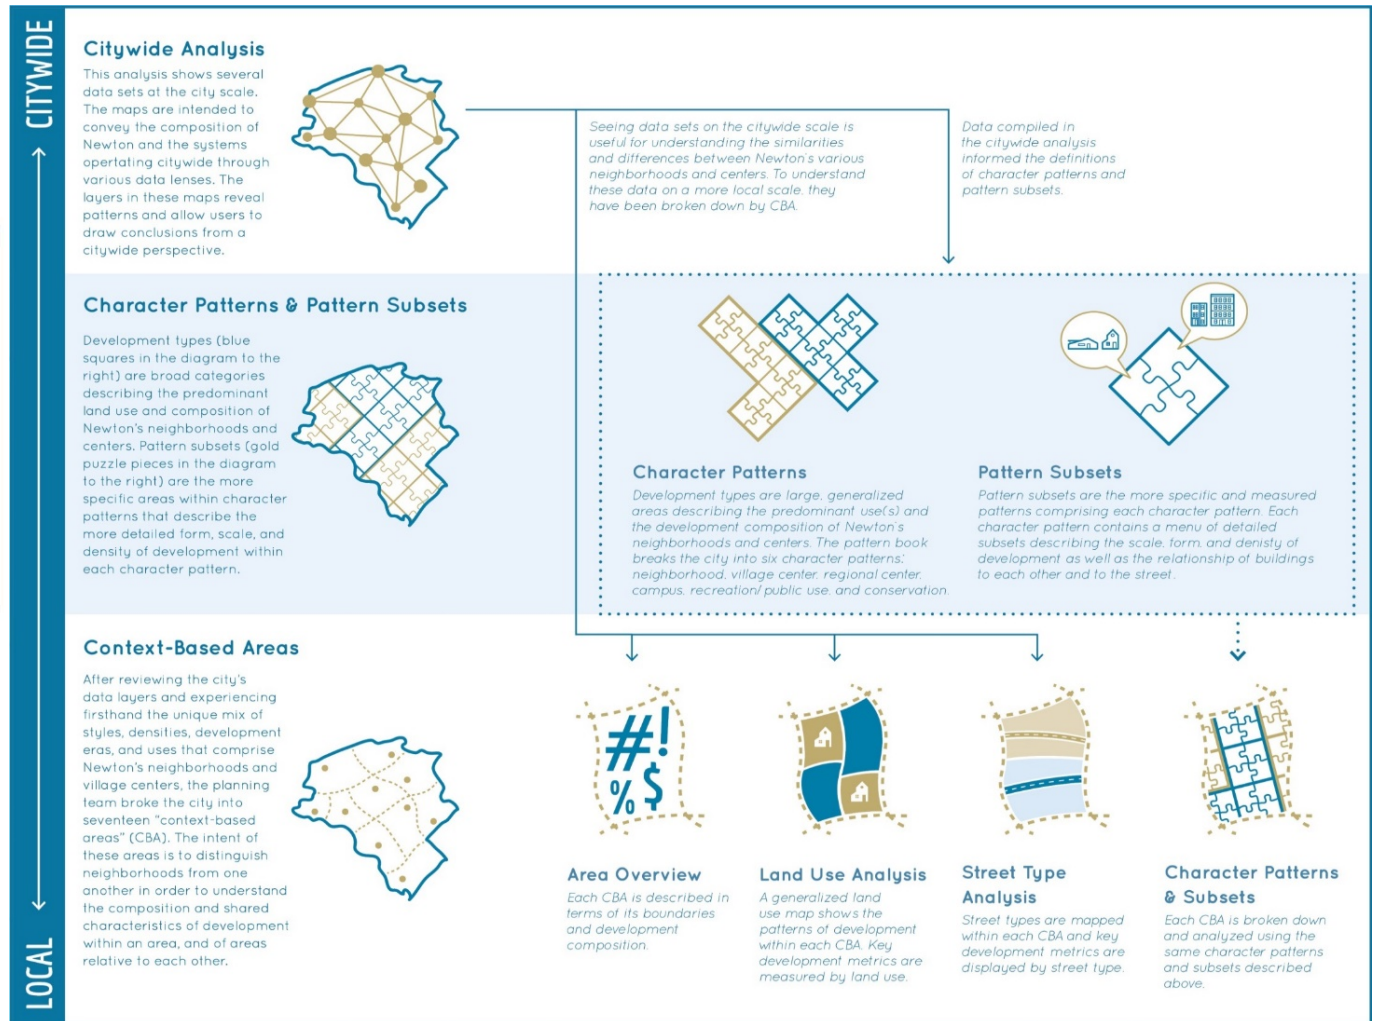 CITYWIDE
Citywide Analysis
This analysis shows several
data sets at the city scale.
The maps are intended to
convey the composition of
Newton and the systems
opertating citywide through
various data lenses. The
layers in these maps reveal
patterns and allow users to
draw conclusions from a
citywide perspective.
Seeing data sets on the citywide scale is
useful for understanding the similarities
and differences between Newton's various
neighborhoods and centers. To understand
these data on a more local scale, they
have been broken down by CBA.
Data compiled in
the citywide analysis
informed the definitions
of character patterns and
pattern subsets.
Character Patterns & Pattern Subsets
Development types (blue
squares in the diagram to the
right) are broad categories
describing the predominant
land use and composition of
Newton's neighborhoods and
centers. Pattern subsets (gold
puzzle pieces in the diagram
to the right) are the more
specific areas within character
patterns that describe the
more detailed form, scale, and
density of development within
each character pattern.
Character Patterns
Development types are large, generalized
areas describing the predominant use(s) and
the development composition of Newton's
neighborhoods and centers. The pattern book
breaks the city into six character patterns:
neighborhood, village center, regional center,
campus, recreation/ public use, and conservation.
Pattern Subsets
Pattern subsets are the more specific and measured
patterns comprising each character pattern. Each
character pattern contains a menu of detailed
subsets describing the scale, form, and denisty of
development as well as the relationship of buildings
to each other and to the street.
Context-Based Areas
After reviewing the city's
data layers and experiencing
firsthand the unique mix of
styles, densities, development
eras, and uses that comprise
Newton's neighborhoods and
village centers, the planning
team broke the city into
seventeen "context-based
areas" (CBA). The intent of
these areas is to distinguish
neighborhoods from one
another in order to understand
the composition and shared
characteristics of development
within an area, and of areas
relative to each other.
#!
%$
Area Overview
Each CBA is described in
terms of its boundaries
and development
composition.
Land Use Analysis
A generalized land
use map shows the
patterns of development
within each CBA. Key
development metrics are
measured by land use.
Street Type
Analysis
Street types are mapped
within each CBA and key
development metrics are
displayed by street type.
Character Patterns
& Subsets
Each CBA is broken down
and analyzed using the
same character patterns
and subsets described
above.
LOCAL